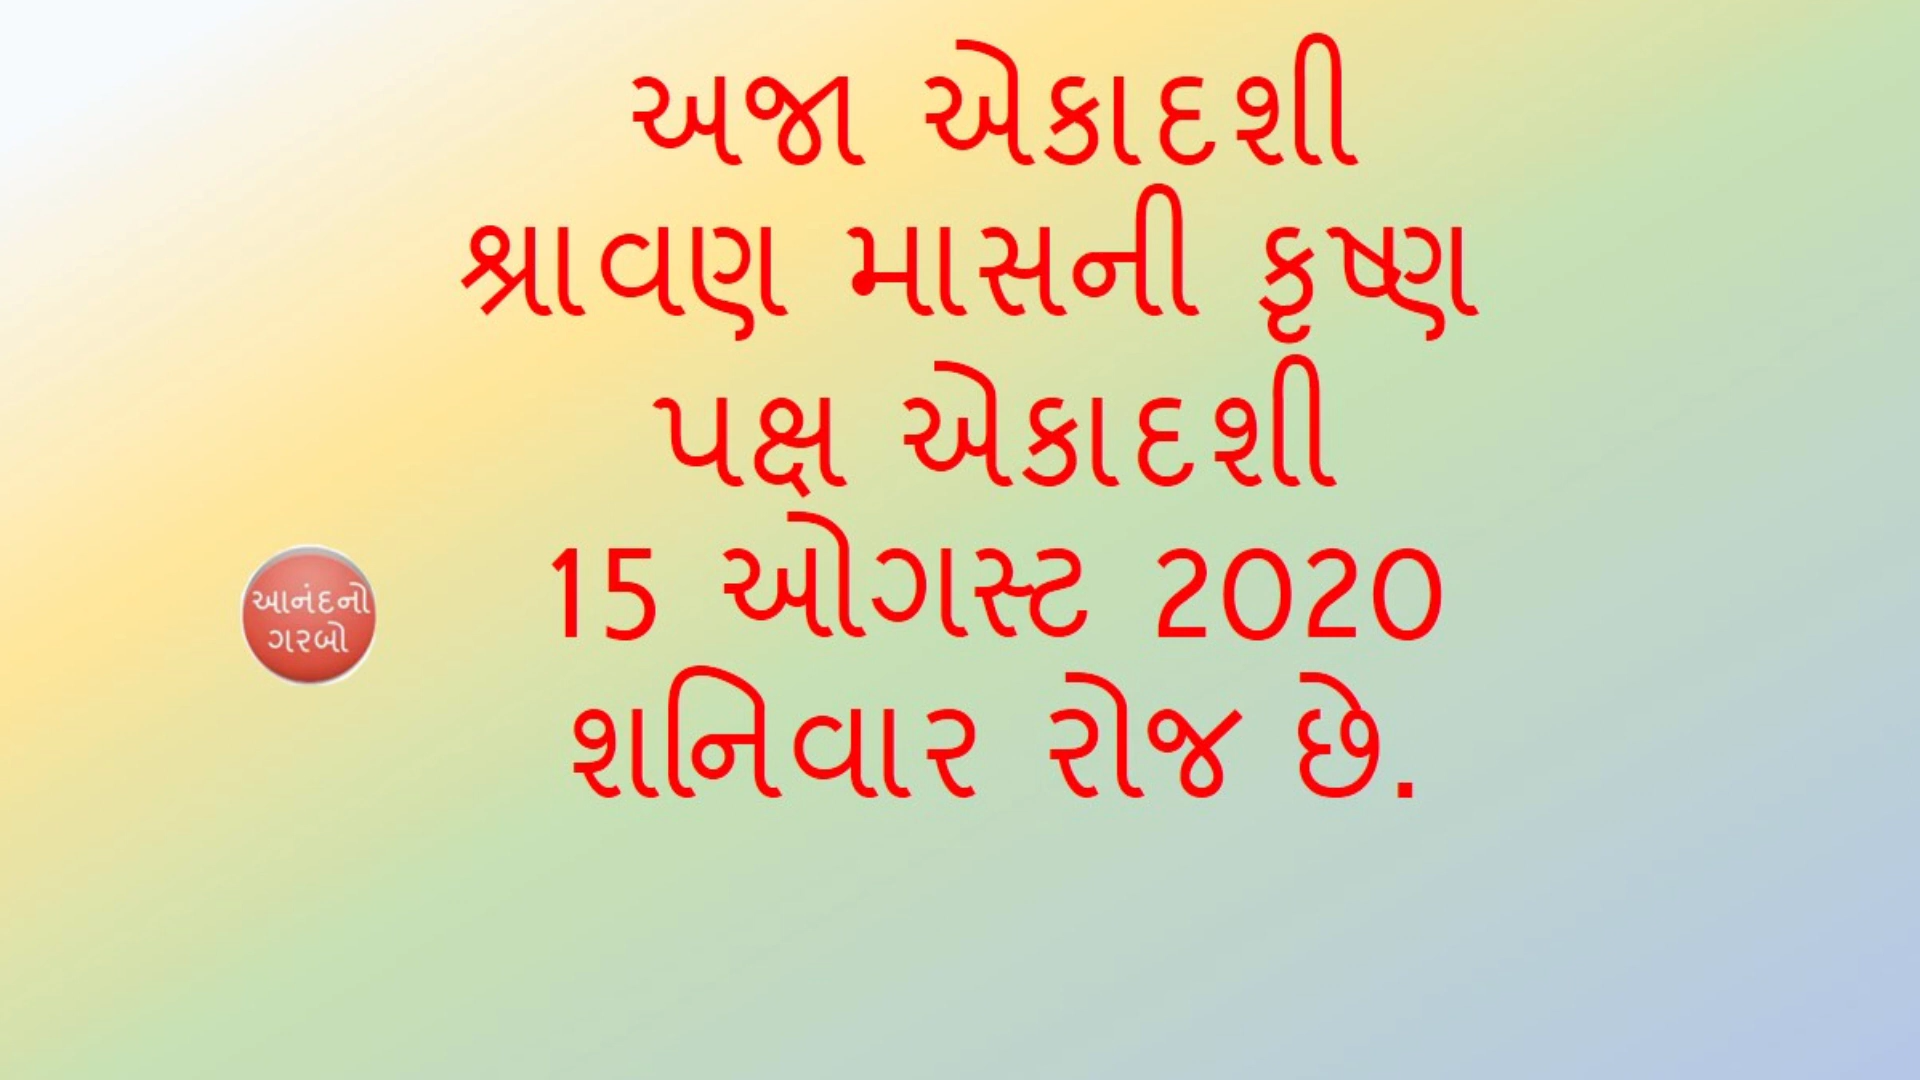 અજા એકાદશી
શ્રાવણ માસની કૃષ્ણ
પક્ષ એકાદશી
15 ઓગસ્ટ 2020
શનિવાર રોજ છે.
આનંદનો
ગરબો